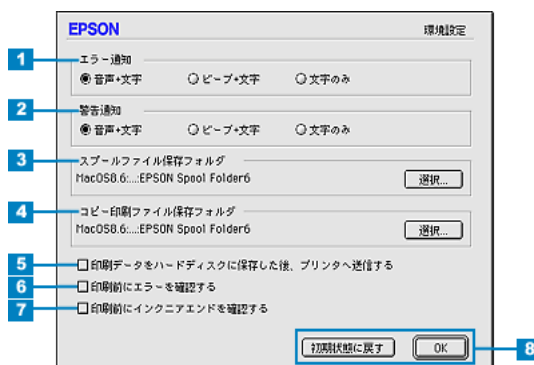 EPSON 環境設定
1 エラー通知
音声+文字 ビープ+文字 文字のみ
2 警告通知
音声+文字 ビープ+文字 文字のみ
3 スプールファイル保存フォルダ
MacOS8.6:...:EPSON Spool Folder6 選択...
4 コピー印刷ファイル保存フォルダ
MacOS8.6:...:EPSON Spool Folder6 選択...
5 印刷データをハードディスクに保存した後、プリンタへ送信する
6 印刷前にエラーを確認する
7 印刷前にインクニアエンドを確認する
初期状態に戻す OK 8